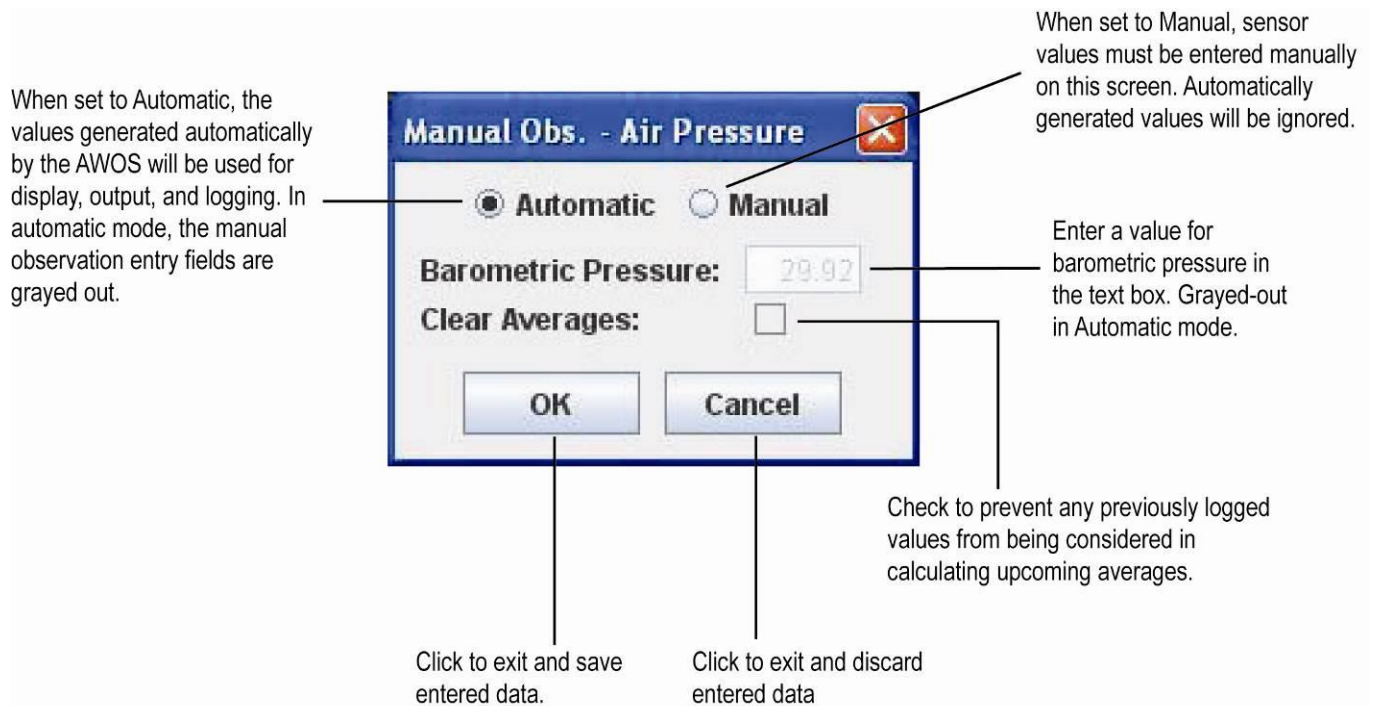 When set to Manual, sensor
values must be entered manually
on this screen. Automatically
generated values will be ignored.
When set to Automatic, the
values generated automatically
by the AWOS will be used for
display, output, and logging. In
automatic mode, the manual
observation entry fields are
grayed out.
Manual Obs. - Air Pressure
Automatic Manual
Barometric Pressure: 29.92
Clear Averages:
OK Cancel
Enter a value for
barometric pressure in
the text box. Grayed-out
in Automatic mode.
Check to prevent any previously logged
values from being considered in
calculating upcoming averages.
Click to exit and save
entered data.
Click to exit and discard
entered data